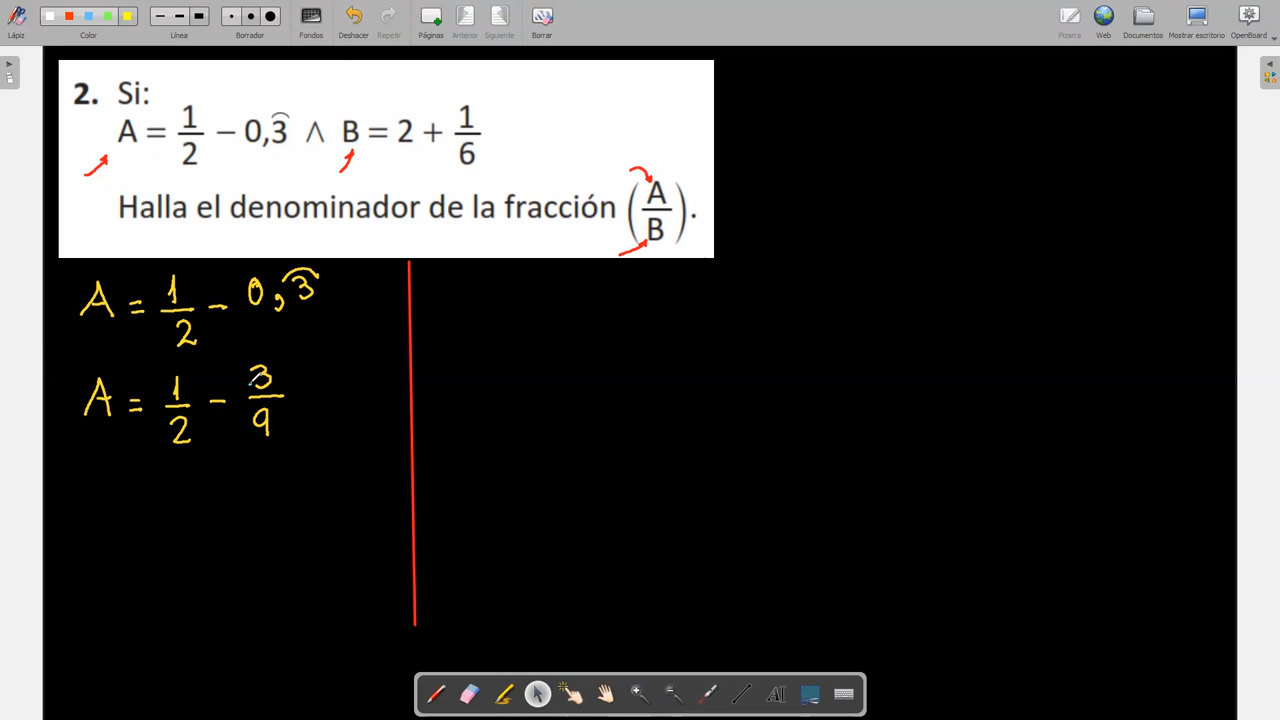 Lápiz Color Línea Borrador Fondos Deshacer Repetir Páginas Anterior Siguiente Borrar Pizarra Web Documentos Mostrar escritorio OpenBoard
2. Si:
A = 1/2 − 0,3͡ ∧ B = 2 + 1/6
Halla el denominador de la fracción (A/B).
A = 1/2 − 0,3͡
A = 1/2 − 3/9